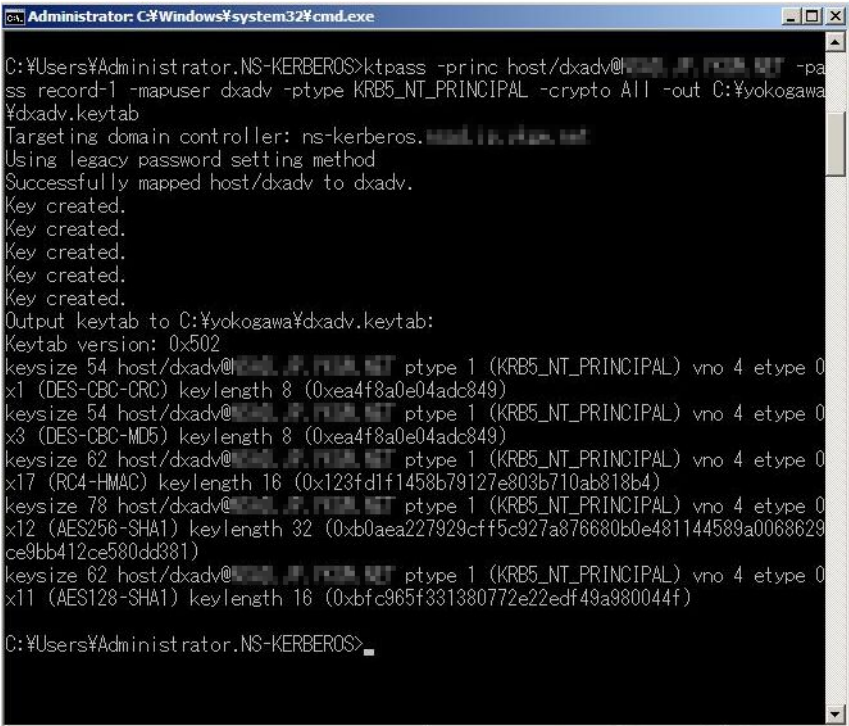 Administrator: C:¥Windows¥system32¥cmd.exe
C:¥Users¥Administrator.NS-KERBEROS>ktpass -princ host/dxadv@ -pa
ss record-1 -mapuser dxadv -ptype KRB5_NT_PRINCIPAL -crypto All -out C:¥yokogawa
¥dxadv.keytab
Targeting domain controller: ns-kerberos.
Using legacy password setting method
Successfully mapped host/dxadv to dxadv.
Key created.
Key created.
Key created.
Key created.
Key created.
Output keytab to C:¥yokogawa¥dxadv.keytab:
Keytab version: 0x502
keysize 54 host/dxadv@ ptype 1 (KRB5_NT_PRINCIPAL) vno 4 etype 0
x1 (DES-CBC-CRC) keylength 8 (0xea4f8a0e04adc849)
keysize 54 host/dxadv@ ptype 1 (KRB5_NT_PRINCIPAL) vno 4 etype 0
x3 (DES-CBC-MD5) keylength 8 (0xea4f8a0e04adc849)
keysize 62 host/dxadv@ ptype 1 (KRB5_NT_PRINCIPAL) vno 4 etype 0
x17 (RC4-HMAC) keylength 16 (0x123fd1f1458b79127e803b710ab818b4)
keysize 78 host/dxadv@ ptype 1 (KRB5_NT_PRINCIPAL) vno 4 etype 0
x12 (AES256-SHA1) keylength 32 (0xb0aea227929cff5c927a876680b0e481144589a0068629
ce9bb412ce580dd381)
keysize 62 host/dxadv@ ptype 1 (KRB5_NT_PRINCIPAL) vno 4 etype 0
x11 (AES128-SHA1) keylength 16 (0xbfc965f331380772e22edf49a980044f)
C:¥Users¥Administrator.NS-KERBEROS>